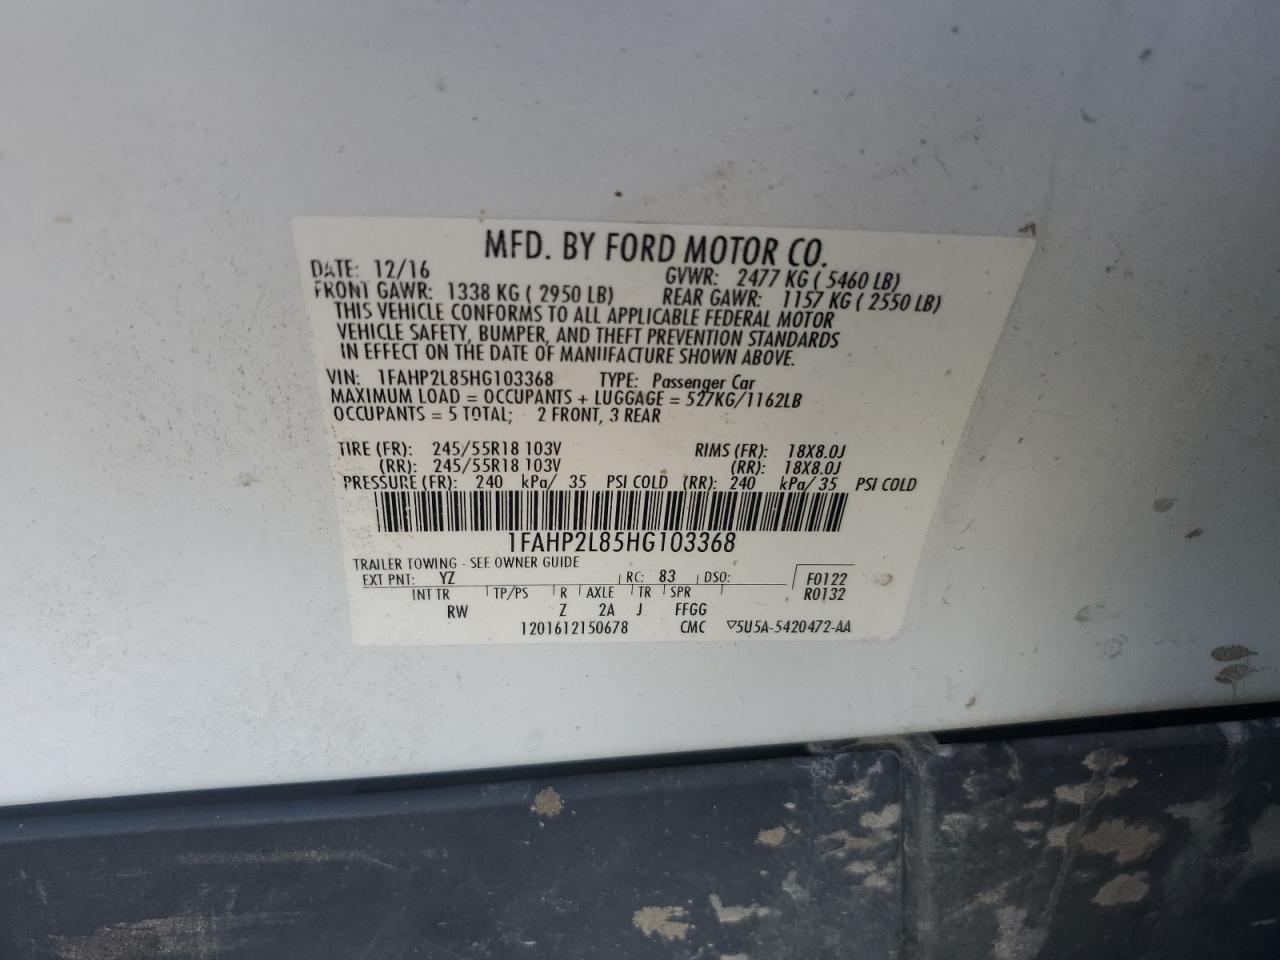 MFD. BY FORD MOTOR CO.
DATE: 12/16 GVWR: 2477 KG ( 5460 LB)
FRONT GAWR: 1338 KG ( 2950 LB) REAR GAWR: 1157 KG ( 2550 LB)
THIS VEHICLE CONFORMS TO ALL APPLICABLE FEDERAL MOTOR
VEHICLE SAFETY, BUMPER, AND THEFT PREVENTION STANDARDS
IN EFFECT ON THE DATE OF MANUFACTURE SHOWN ABOVE.
VIN: 1FAHP2L85HG103368 TYPE: Passenger Car
MAXIMUM LOAD = OCCUPANTS + LUGGAGE = 527KG/1162LB
OCCUPANTS = 5 TOTAL; 2 FRONT, 3 REAR
TIRE (FR): 245/55R18 103V RIMS (FR): 18X8.0J
(RR): 245/55R18 103V (RR): 18X8.0J
PRESSURE (FR): 240 kPa/ 35 PSI COLD (RR): 240 kPa/ 35 PSI COLD
1FAHP2L85HG103368
TRAILER TOWING - SEE OWNER GUIDE
EXT PNT: YZ RC: 83 DSO: F0122
INT TR TP/PS R AXLE TR SPR R0132
RW Z 2A J FFGG
1201612150678 CMC ▽5U5A-5420472-AA